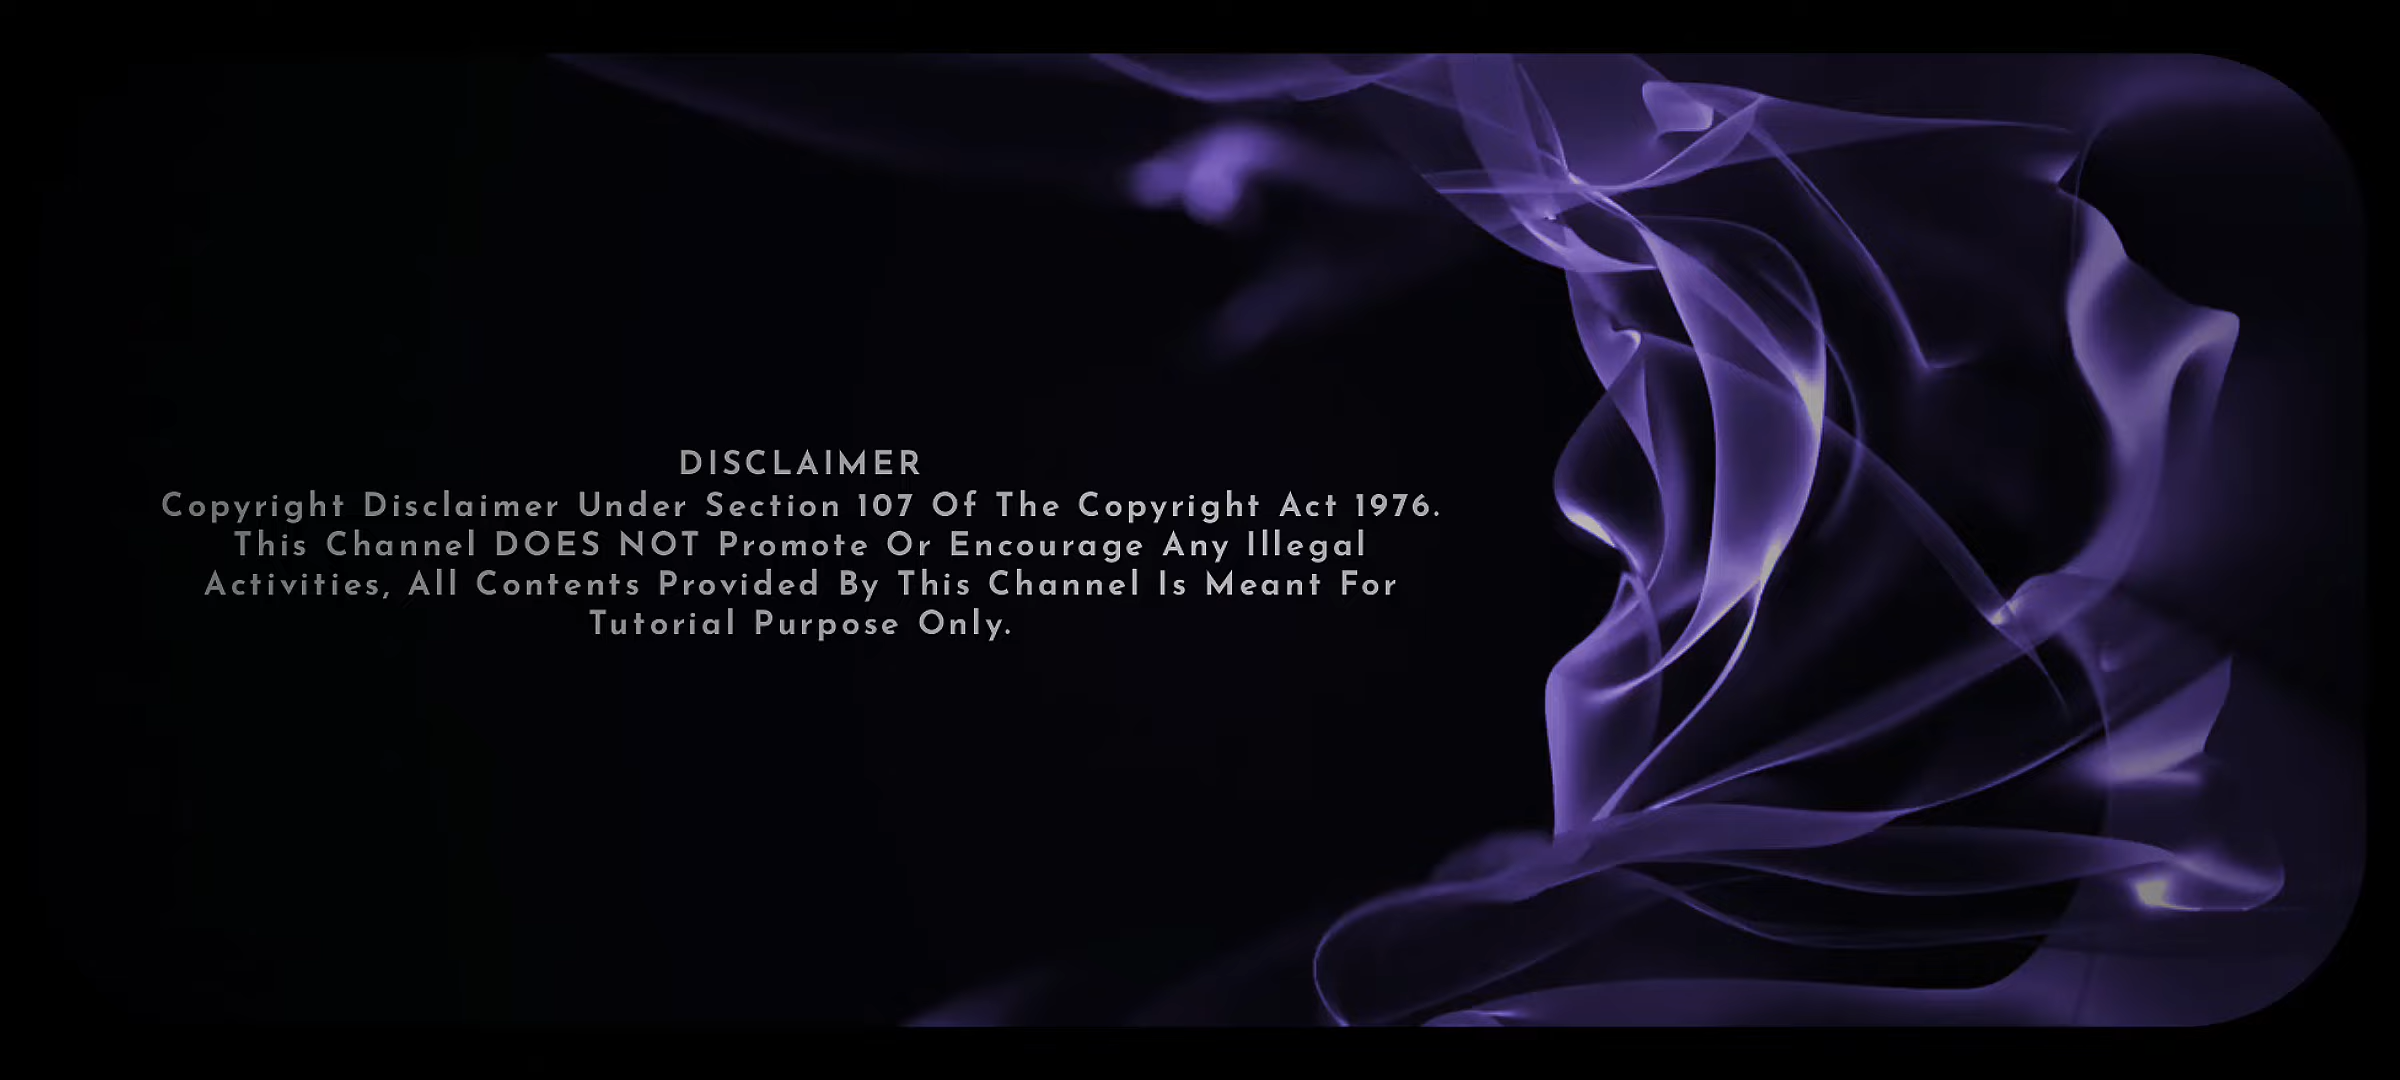 DISCLAIMER
Copyright Disclaimer Under Section 107 Of The Copyright Act 1976.
This Channel DOES NOT Promote Or Encourage Any Illegal
Activities, All Contents Provided By This Channel Is Meant For
Tutorial Purpose Only.